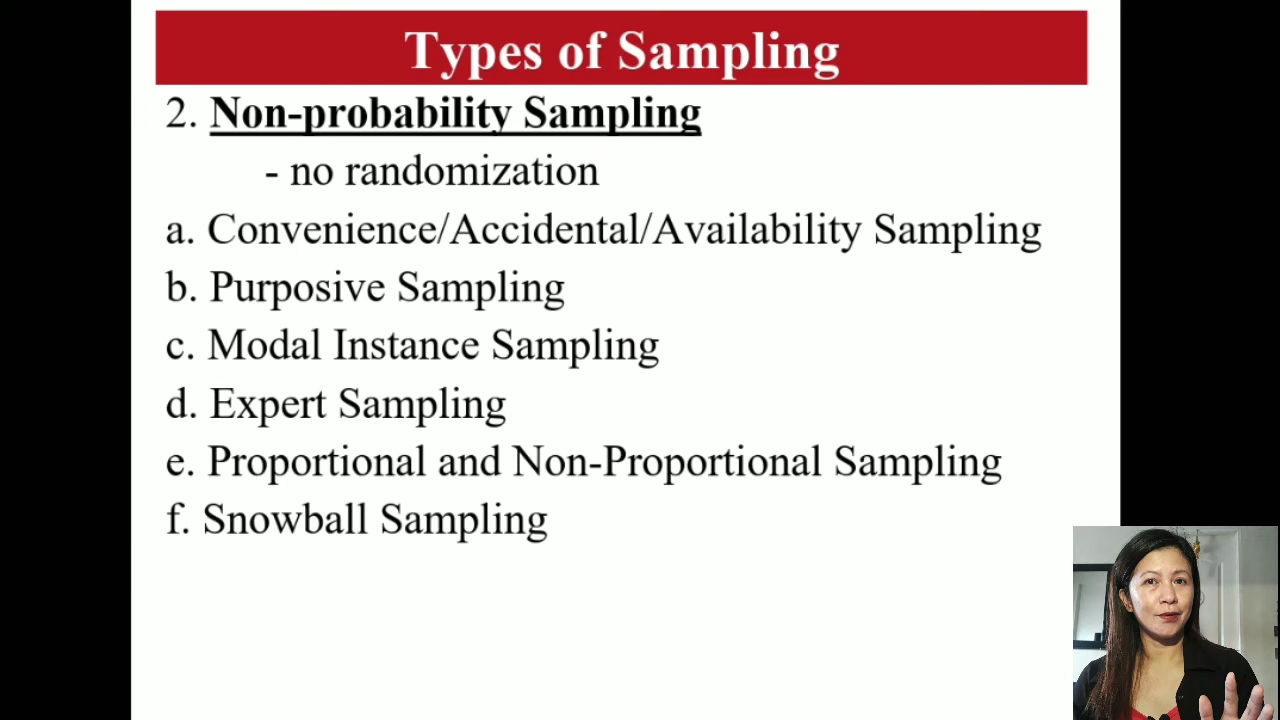 Types of Sampling
2. Non-probability Sampling
- no randomization
a. Convenience/Accidental/Availability Sampling
b. Purposive Sampling
c. Modal Instance Sampling
d. Expert Sampling
e. Proportional and Non-Proportional Sampling
f. Snowball Sampling